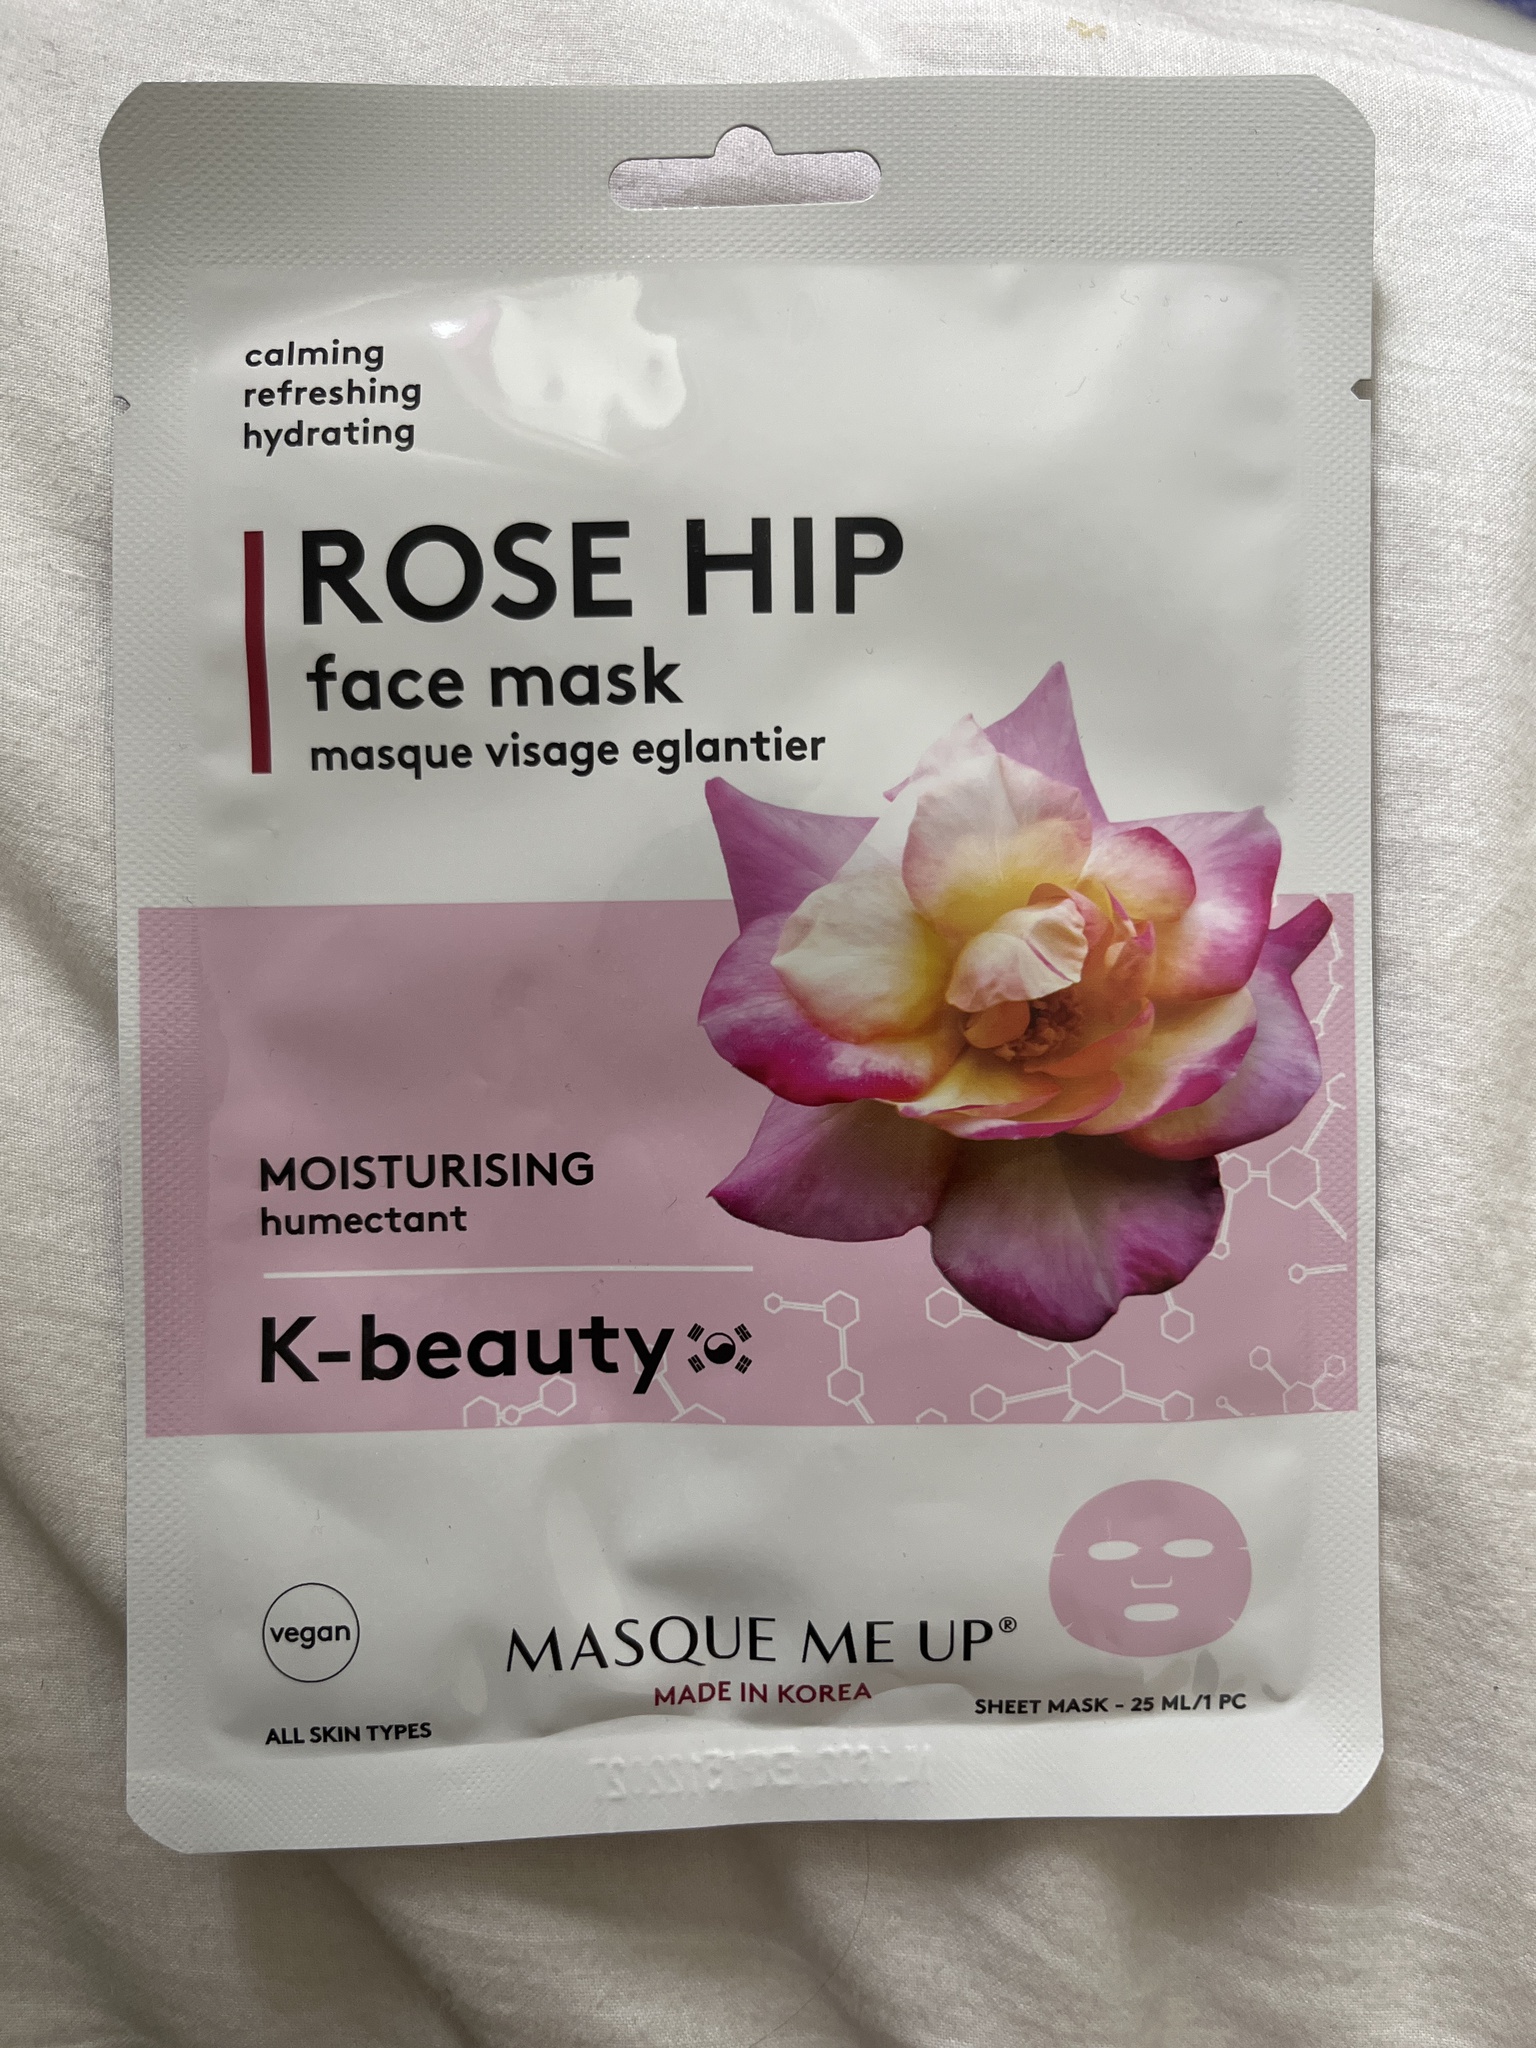 calming
refreshing
hydrating
ROSE HIP
face mask
masque visage eglantier
MOISTURISING
humectant
K-beauty
vegan
MASQUE ME UP®
MADE IN KOREA
SHEET MASK - 25 ML/1 PC
ALL SKIN TYPES